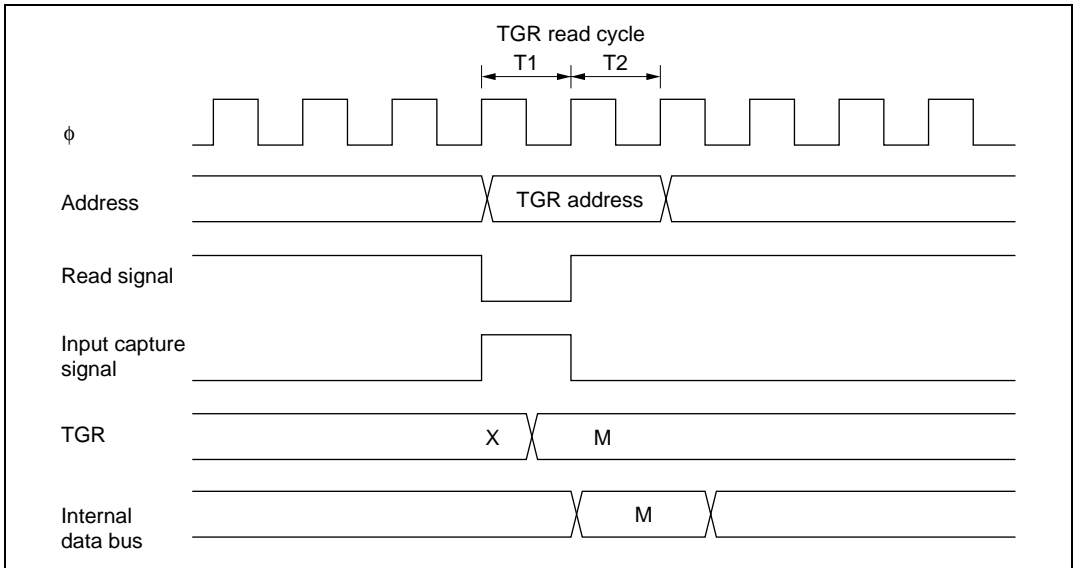 TGR read cycle
T1 T2
ϕ
Address
TGR address
Read signal
Input capture
signal
TGR
X M
Internal
data bus
M